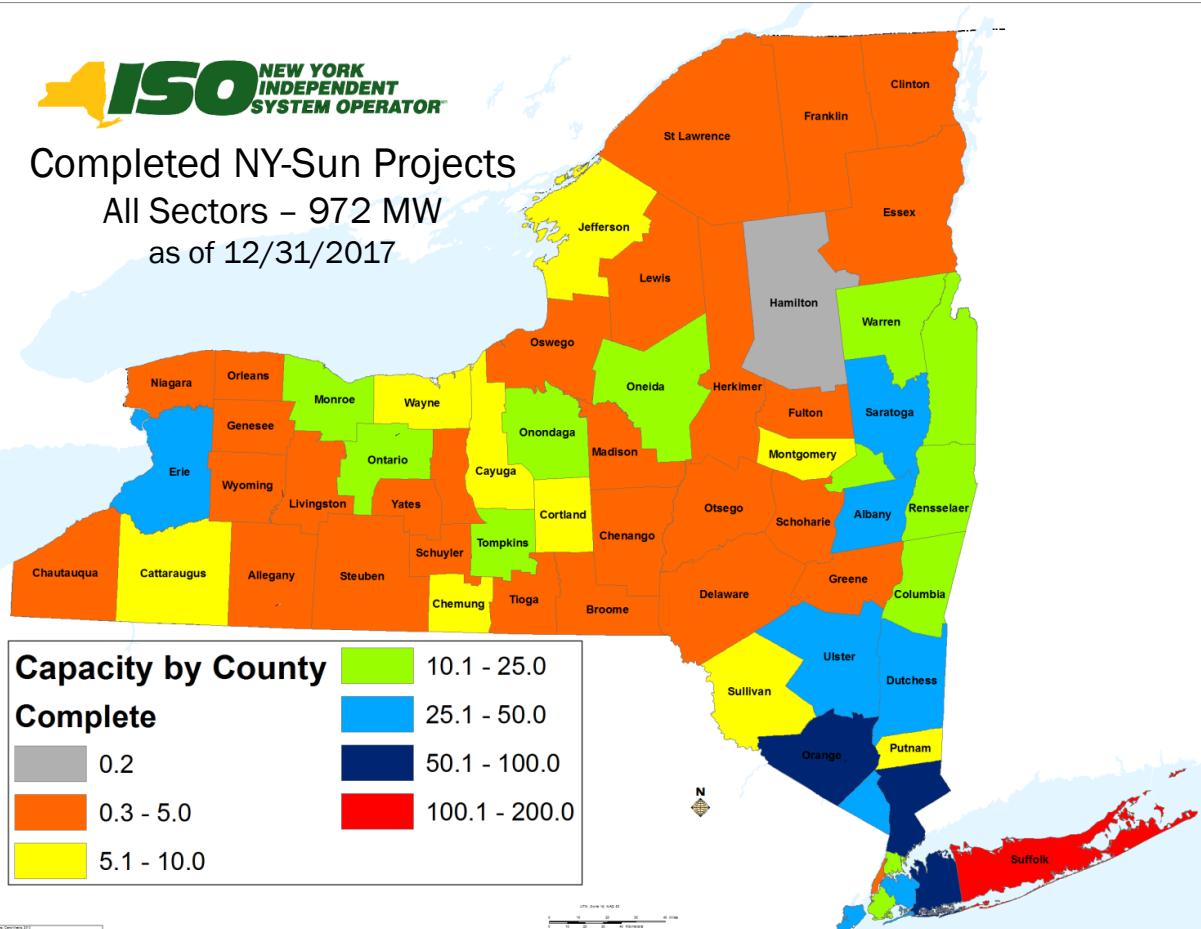 ISO NEW YORK
INDEPENDENT
SYSTEM OPERATOR
Completed NY-Sun Projects
All Sectors – 972 MW
as of 12/31/2017
Clinton
Franklin
St Lawrence
Essex
Jefferson
Lewis
Hamilton
Warren
Oswego
Oneida
Herkimer
Niagara
Orleans
Monroe
Wayne
Fulton
Saratoga
Genesee
Onondaga
Madison
Montgomery
Ontario
Cayuga
Erie
Wyoming
Livingston
Yates
Cortland
Otsego
Schoharie
Albany
Rensselaer
Chenango
Tompkins
Schuyler
Chautauqua
Cattaraugus
Allegany
Steuben
Chemung
Tioga
Broome
Delaware
Greene
Columbia
Ulster
Dutchess
Sullivan
Putnam
Orange
Suffolk
N
Capacity by County
Complete
0.2
0.3 - 5.0
5.1 - 10.0
10.1 - 25.0
25.1 - 50.0
50.1 - 100.0
100.1 - 200.0